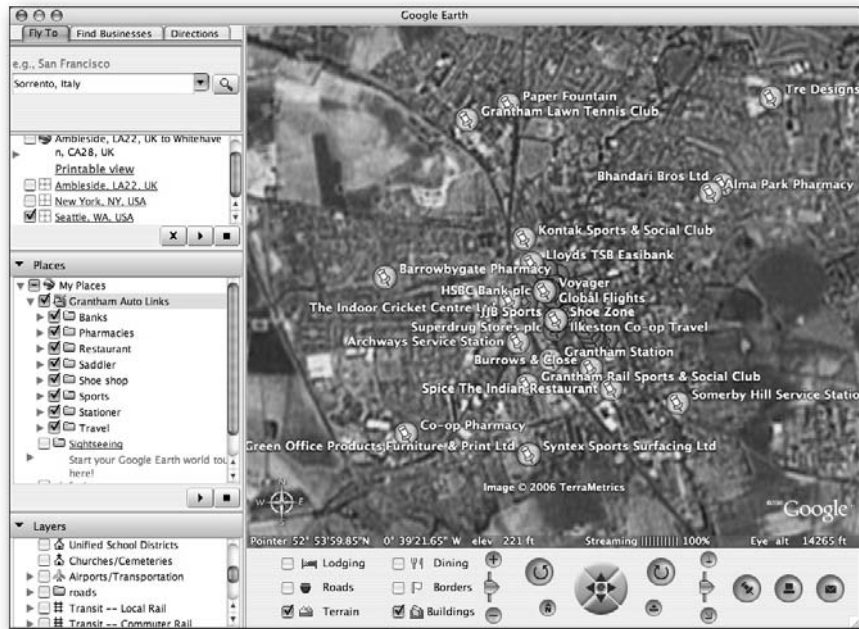 Google Earth
Fly To
Find Businesses
Directions
e.g., San Francisco
Sorrento, Italy
Ambleside, LA22, UK to Whitehave
n, CA28, UK
Printable view
Ambleside, LA22, UK
New York, NY, USA
Seattle, WA, USA
Places
My Places
Grantham Auto Links
Banks
Pharmacies
Restaurant
Saddler
Shoe shop
Sports
Stationer
Travel
Sightseeing
Start your Google Earth world tou
here!
Layers
Unified School Districts
Churches/Cemeteries
Airports/Transportation
roads
Transit -- Local Rail
Transit -- Commuter Rail
Paper Fountain
Tre Designs
Grantham Lawn Tennis Club
Bhandari Bros Ltd
Alma Park Pharmacy
Kontak Sports & Social Club
Lloyds TSB Easibank
Barrowbygate Pharmacy
HSBC Bank plc
Voyager
Global Flights
The Indoor Cricket Centre
JJB Sports
Shoe Zone
Superdrug Stores plc
Ilkeston Co-op Travel
Archways Service Station
Grantham Station
Burrows & Close
Grantham Rail Sports & Social Club
Spice The Indian Restaurant
Somerby Hill Service Statio
Co-op Pharmacy
Green Office Products Furniture & Print Ltd
Syntex Sports Surfacing Ltd
Image © 2006 TerraMetrics
Google
Pointer 52° 53'59.85"N 0° 39'21.65" W elev 221 ft Streaming |||||||||| 100% Eye alt 14265 ft
Lodging
Dining
Roads
Borders
Terrain
Buildings
N
W
E
S